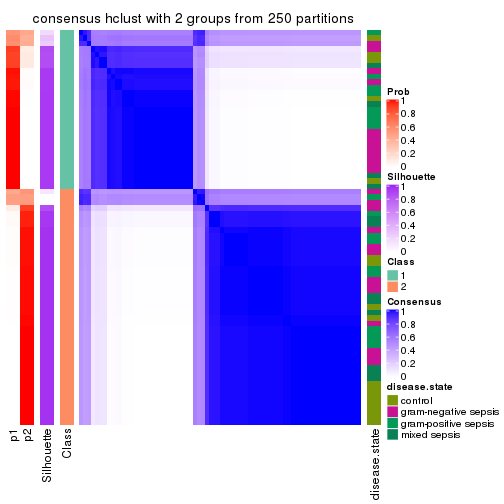 consensus hclust with 2 groups from 250 partitions
Prob
1
0.8
0.6
0.4
0.2
0
Silhouette
1
0.8
0.6
0.4
0.2
0
Class
1
2
Consensus
1
0.8
0.6
0.4
0.2
0
disease.state
control
gram-negative sepsis
gram-positive sepsis
mixed sepsis
p1
p2
Silhouette
Class
disease.state